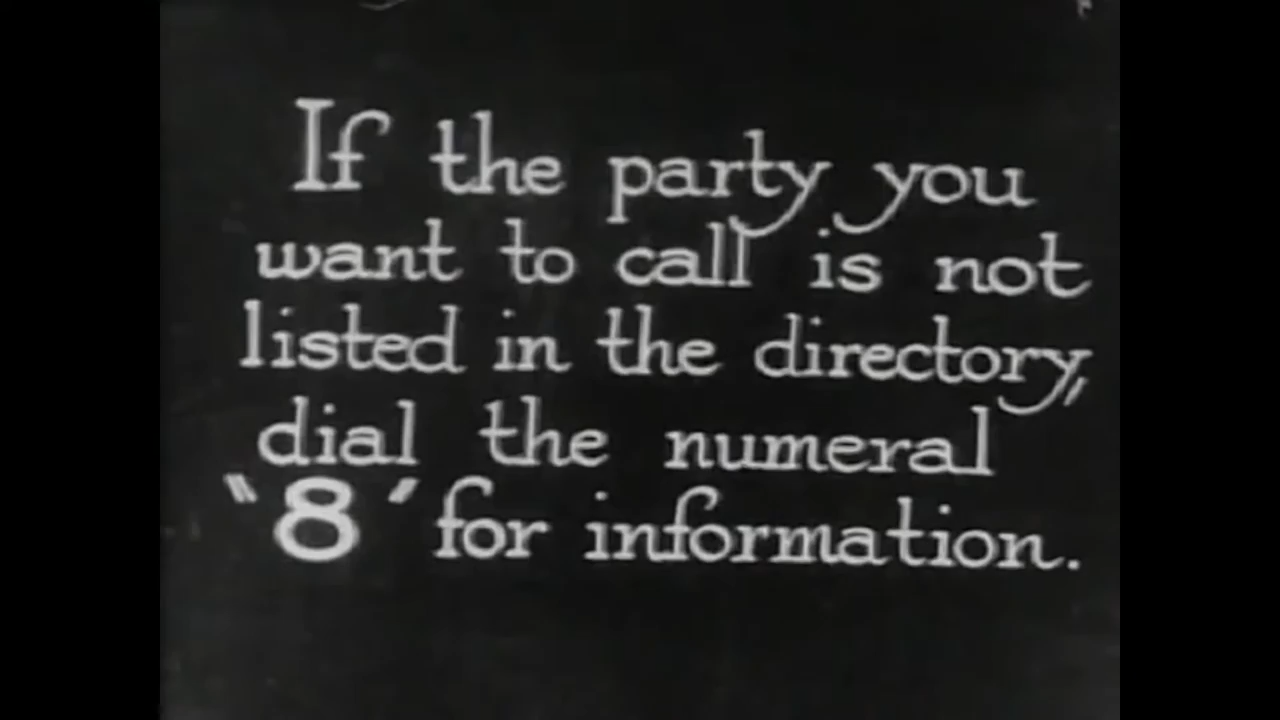 If the party you
want to call is not
listed in the directory,
dial the numeral
"8" for information.